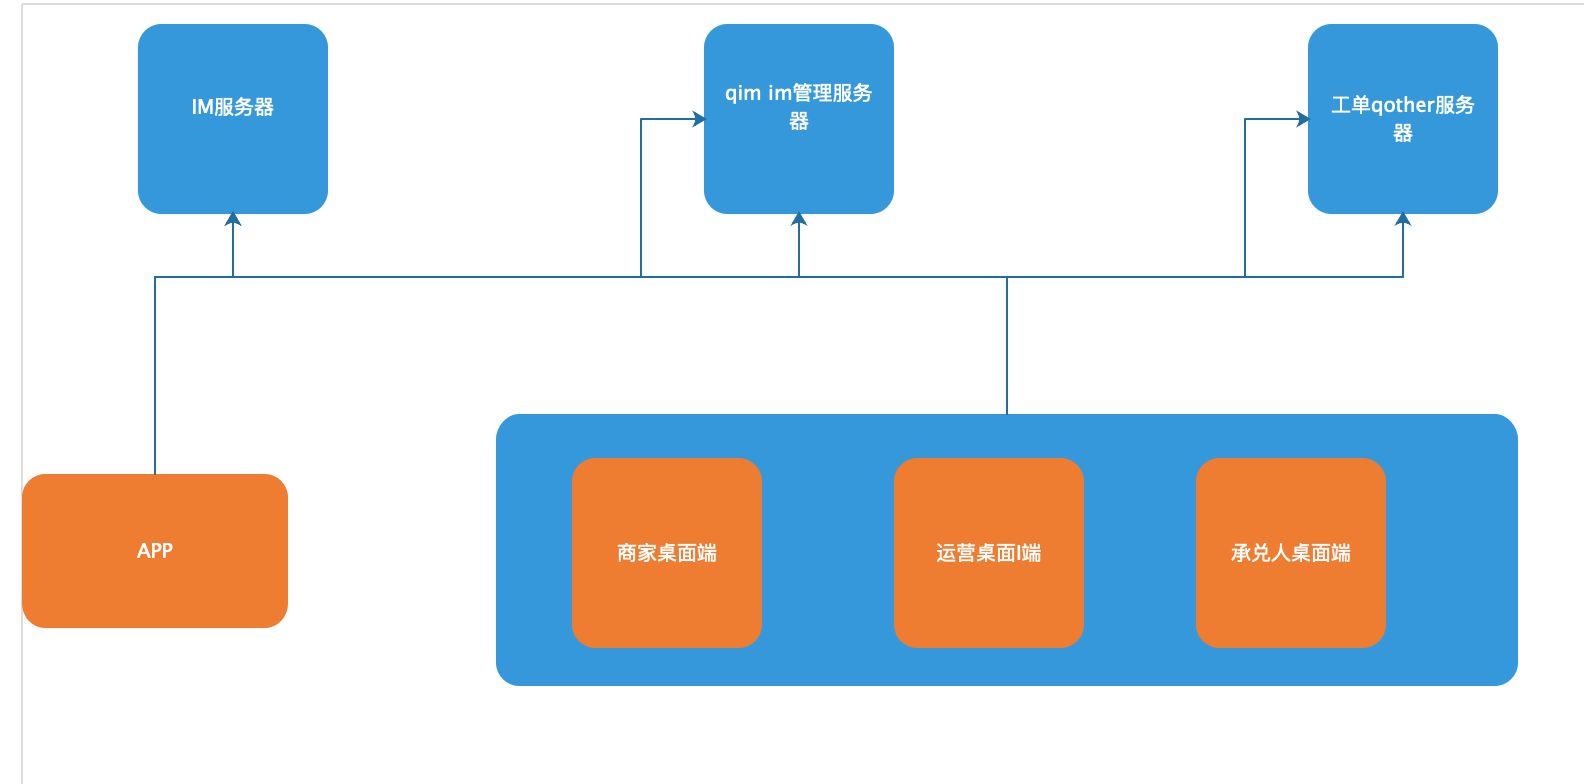 IM服务器
qim im管理服务
器
工单qother服务
器
APP
商家桌面端
运营桌面I端
承兑人桌面端